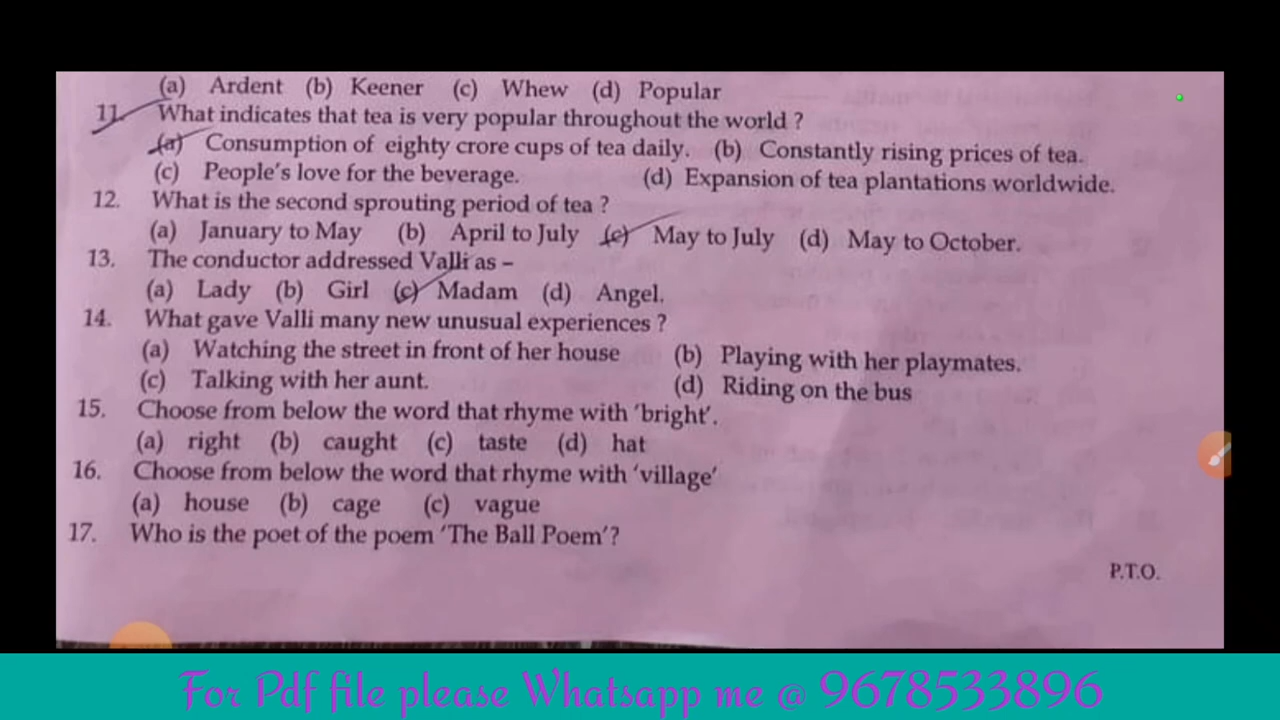 (a) Ardent (b) Keener (c) Whew (d) Popular
11. What indicates that tea is very popular throughout the world ?
(a) Consumption of eighty crore cups of tea daily. (b) Constantly rising prices of tea.
(c) People's love for the beverage. (d) Expansion of tea plantations worldwide.
12. What is the second sprouting period of tea ?
(a) January to May (b) April to July (c) May to July (d) May to October.
13. The conductor addressed Valli as –
(a) Lady (b) Girl (c) Madam (d) Angel.
14. What gave Valli many new unusual experiences ?
(a) Watching the street in front of her house (b) Playing with her playmates.
(c) Talking with her aunt. (d) Riding on the bus
15. Choose from below the word that rhyme with 'bright'.
(a) right (b) caught (c) taste (d) hat
16. Choose from below the word that rhyme with 'village'
(a) house (b) cage (c) vague
17. Who is the poet of the poem 'The Ball Poem'?
P.T.O.
For Pdf file please Whatsapp me @ 9678533896